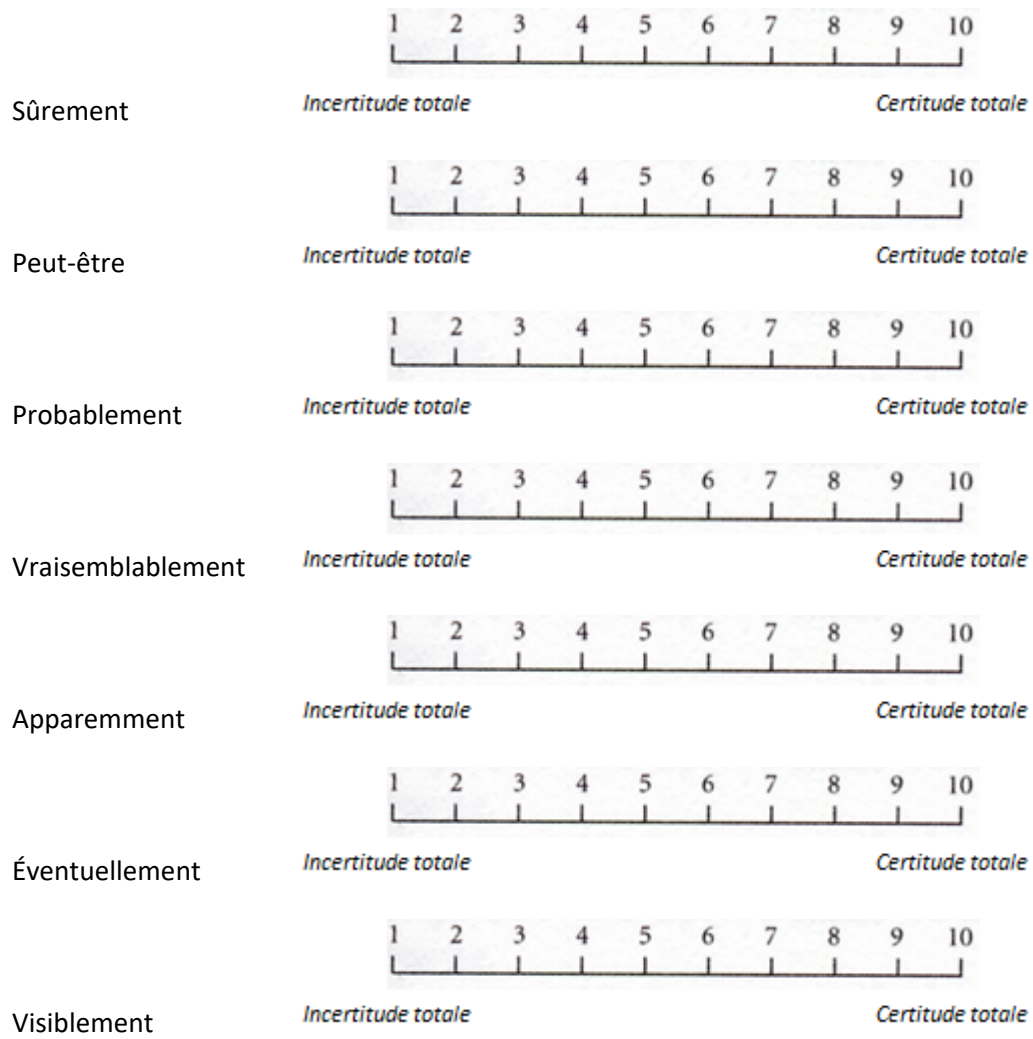 1 2 3 4 5 6 7 8 9 10
Sûrement Incertitude totale Certitude totale
1 2 3 4 5 6 7 8 9 10
Peut-être Incertitude totale Certitude totale
1 2 3 4 5 6 7 8 9 10
Probablement Incertitude totale Certitude totale
1 2 3 4 5 6 7 8 9 10
Vraisemblablement Incertitude totale Certitude totale
1 2 3 4 5 6 7 8 9 10
Apparemment Incertitude totale Certitude totale
1 2 3 4 5 6 7 8 9 10
Éventuellement Incertitude totale Certitude totale
1 2 3 4 5 6 7 8 9 10
Visiblement Incertitude totale Certitude totale